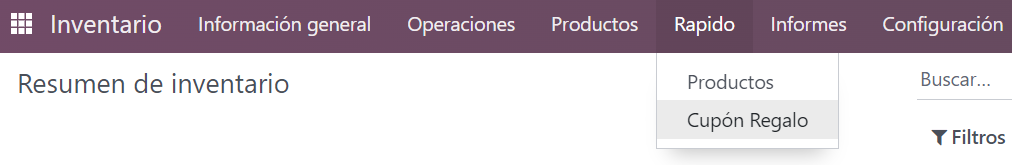 Inventario Información general Operaciones Productos Rapido Informes Configuración
Resumen de inventario
Productos
Buscar...
Cupón Regalo
Filtros